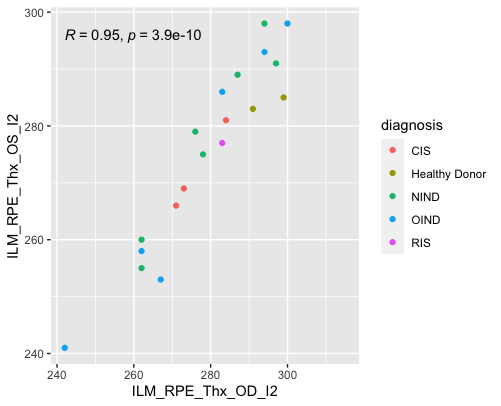 R = 0.95, p = 3.9e-10
300
280
260
240
ILM_RPE_Thx_OS_I2
240
260
280
300
ILM_RPE_Thx_OD_I2
diagnosis
CIS
Healthy Donor
NIND
OIND
RIS